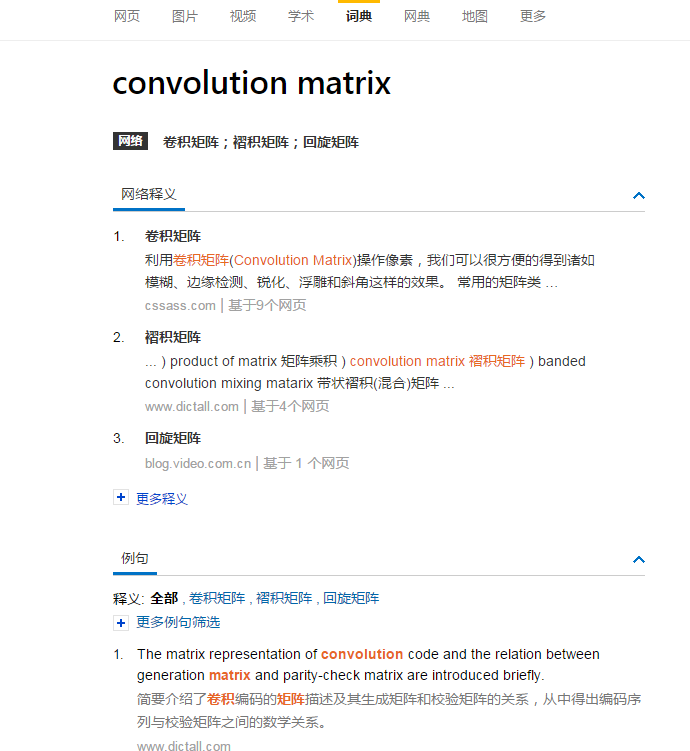 网页 图片 视频 学术 词典 网典 地图 更多
convolution matrix
网络 卷积矩阵；褶积矩阵；回旋矩阵
网络释义
1. 卷积矩阵
利用卷积矩阵(Convolution Matrix)操作像素，我们可以很方便的得到诸如
模糊、边缘检测、锐化、浮雕和斜角这样的效果。 常用的矩阵类 ...
cssass.com | 基于9个网页
2. 褶积矩阵
... ) product of matrix 矩阵乘积 ) convolution matrix 褶积矩阵 ) banded
convolution mixing matarix 带状褶积(混合)矩阵 ...
www.dictall.com | 基于4个网页
3. 回旋矩阵
blog.video.com.cn | 基于 1 个网页
更多释义
例句
释义: 全部 , 卷积矩阵 , 褶积矩阵 , 回旋矩阵
更多例句筛选
1. The matrix representation of convolution code and the relation between
generation matrix and parity-check matrix are introduced briefly.
简要介绍了卷积编码的矩阵描述及其生成矩阵和校验矩阵的关系，从中得出编码序
列与校验矩阵之间的数学关系。
www.dictall.com